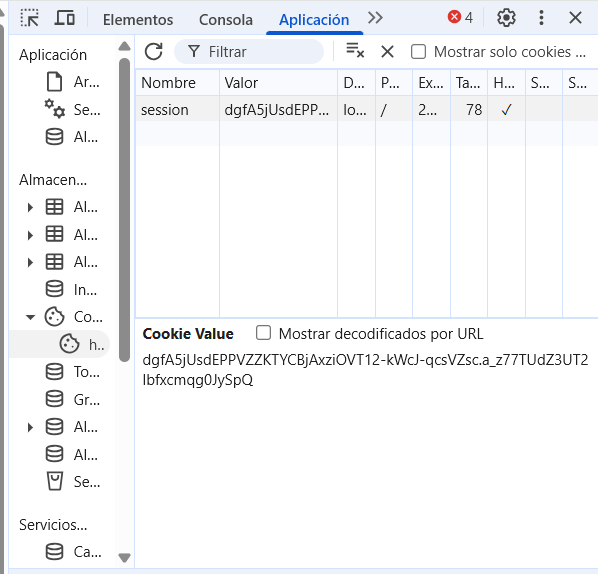 Elementos Consola Aplicación 4
Aplicación
Ar...
Se...
Al...
Almacen...
Al...
Al...
Al...
In...
Co...
h..
To...
Gr...
Al...
Al...
Se...
Servicios...
Ca...
Filtrar Mostrar solo cookies ...
Nombre Valor D... P... Ex... Ta... H... S... S...
session dgfA5jUsdEPP... lo... / 2... 78 ✓
Cookie Value Mostrar decodificados por URL
dgfA5jUsdEPPVZZKTYCBjAxziOVT12-kWcJ-qcsVZsc.a_z77TUdZ3UT2
Ibfxcmqg0JySpQ